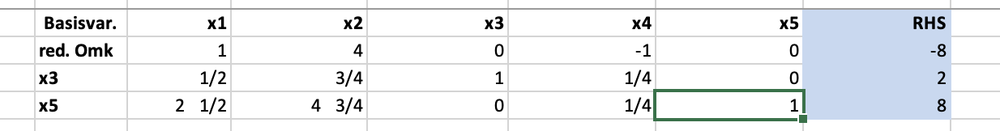 Basisvar. x1 x2 x3 x4 x5 RHS
red. Omk 1 4 0 -1 0 -8
x3 1/2 3/4 1 1/4 0 2
x5 2 1/2 4 3/4 0 1/4 1 8